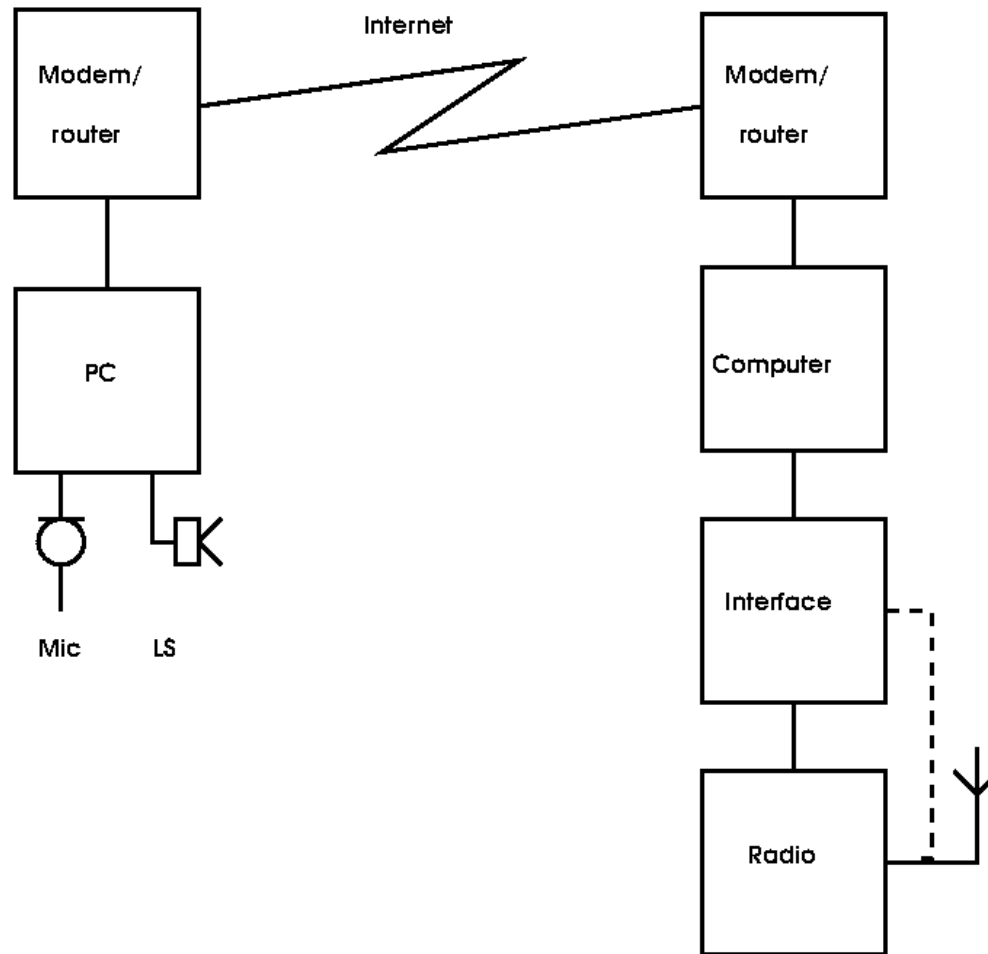 Internet
Modem/
router
Modem/
router
PC
Computer
Mic
LS
Interface
Radio